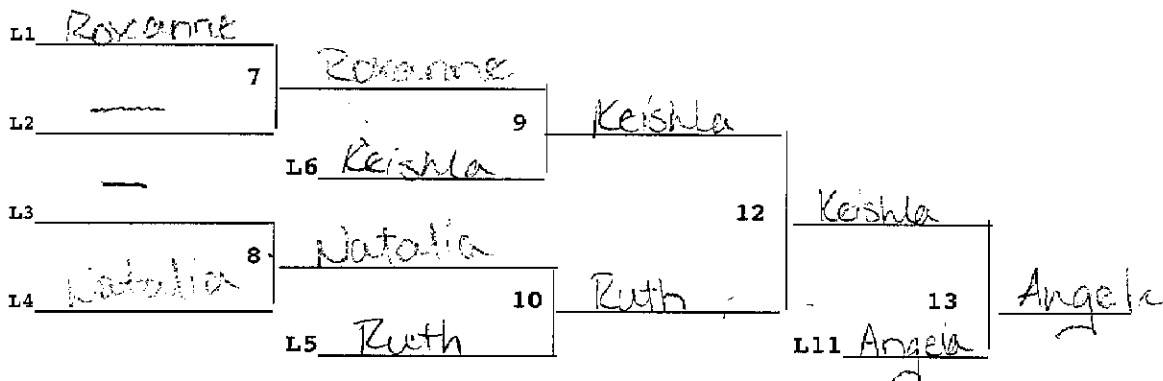 L1 Roxanne
7 Roxanne
L2 —
9 Keishla
L6 Keishla
—
L3
12 Keishla
8 Natalia
L4 Natalia
10 Ruth
13 Angela
L5 Ruth
L11 Angela